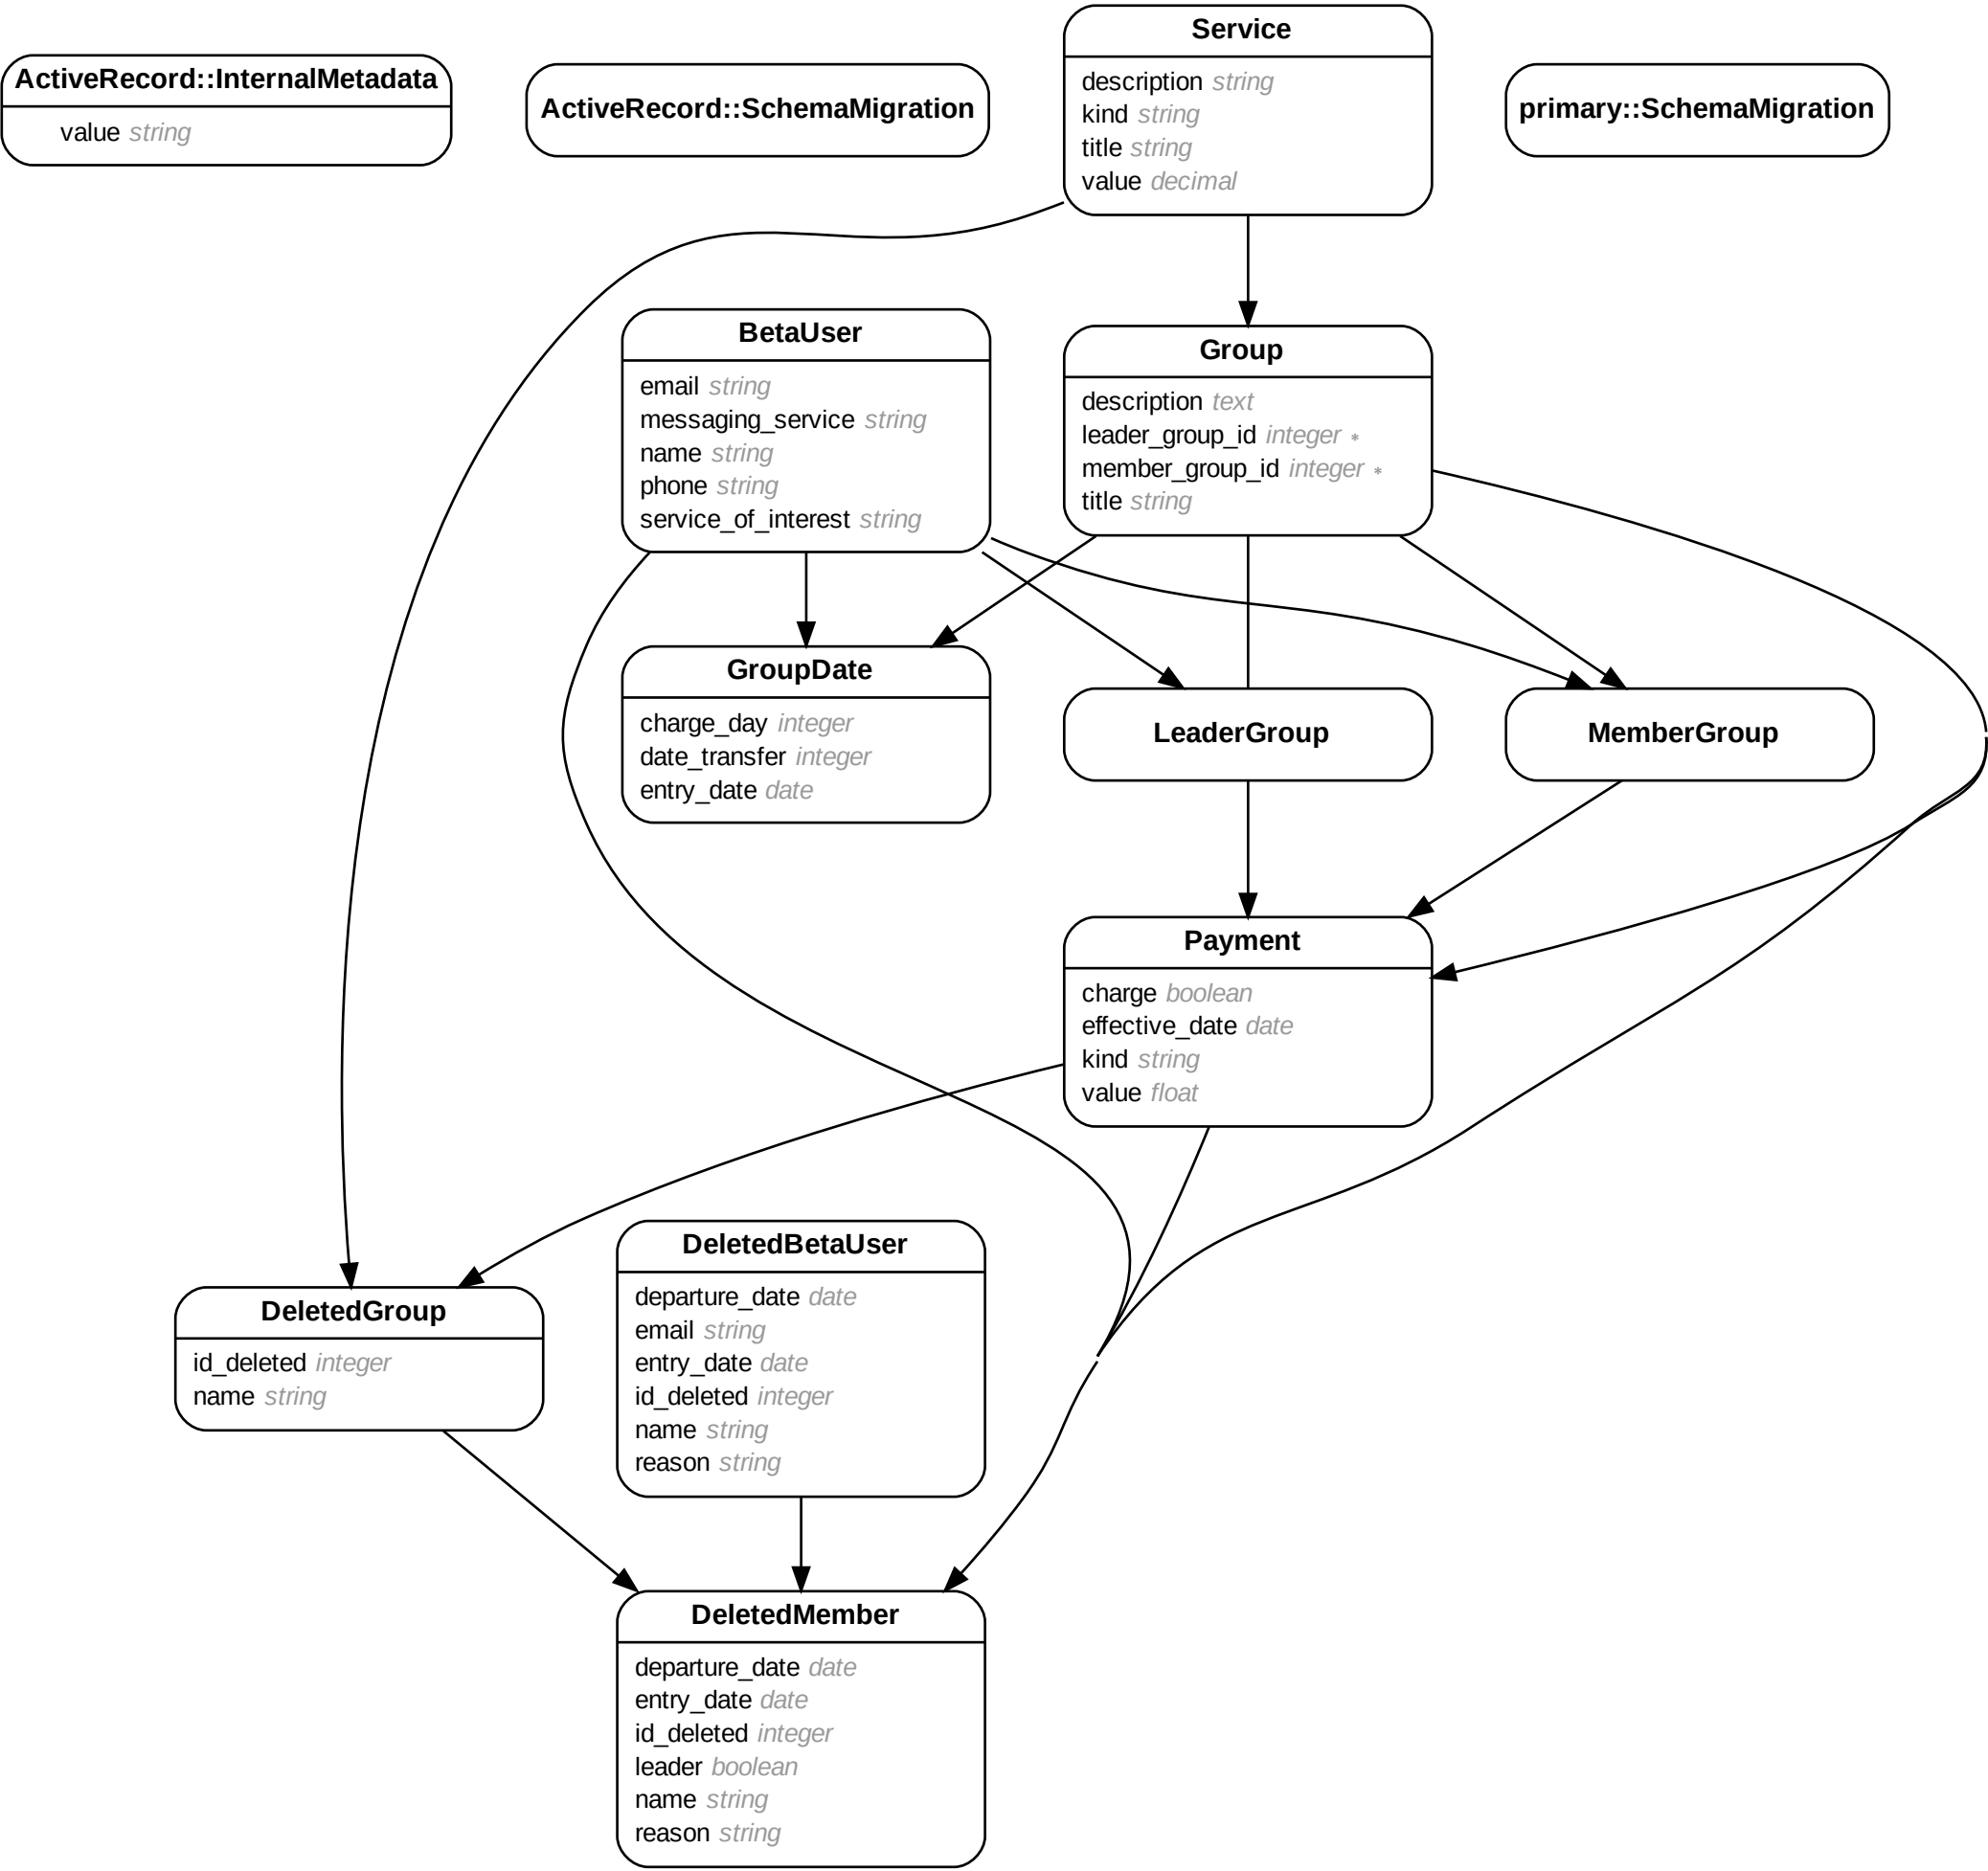 ActiveRecord::InternalMetadata
value string
ActiveRecord::SchemaMigration
Service
description string
kind string
title string
value decimal
primary::SchemaMigration
BetaUser
email string
messaging_service string
name string
phone string
service_of_interest string
Group
description text
leader_group_id integer *
member_group_id integer *
title string
GroupDate
charge_day integer
date_transfer integer
entry_date date
LeaderGroup
MemberGroup
Payment
charge boolean
effective_date date
kind string
value float
DeletedGroup
id_deleted integer
name string
DeletedBetaUser
departure_date date
email string
entry_date date
id_deleted integer
name string
reason string
DeletedMember
departure_date date
entry_date date
id_deleted integer
leader boolean
name string
reason string